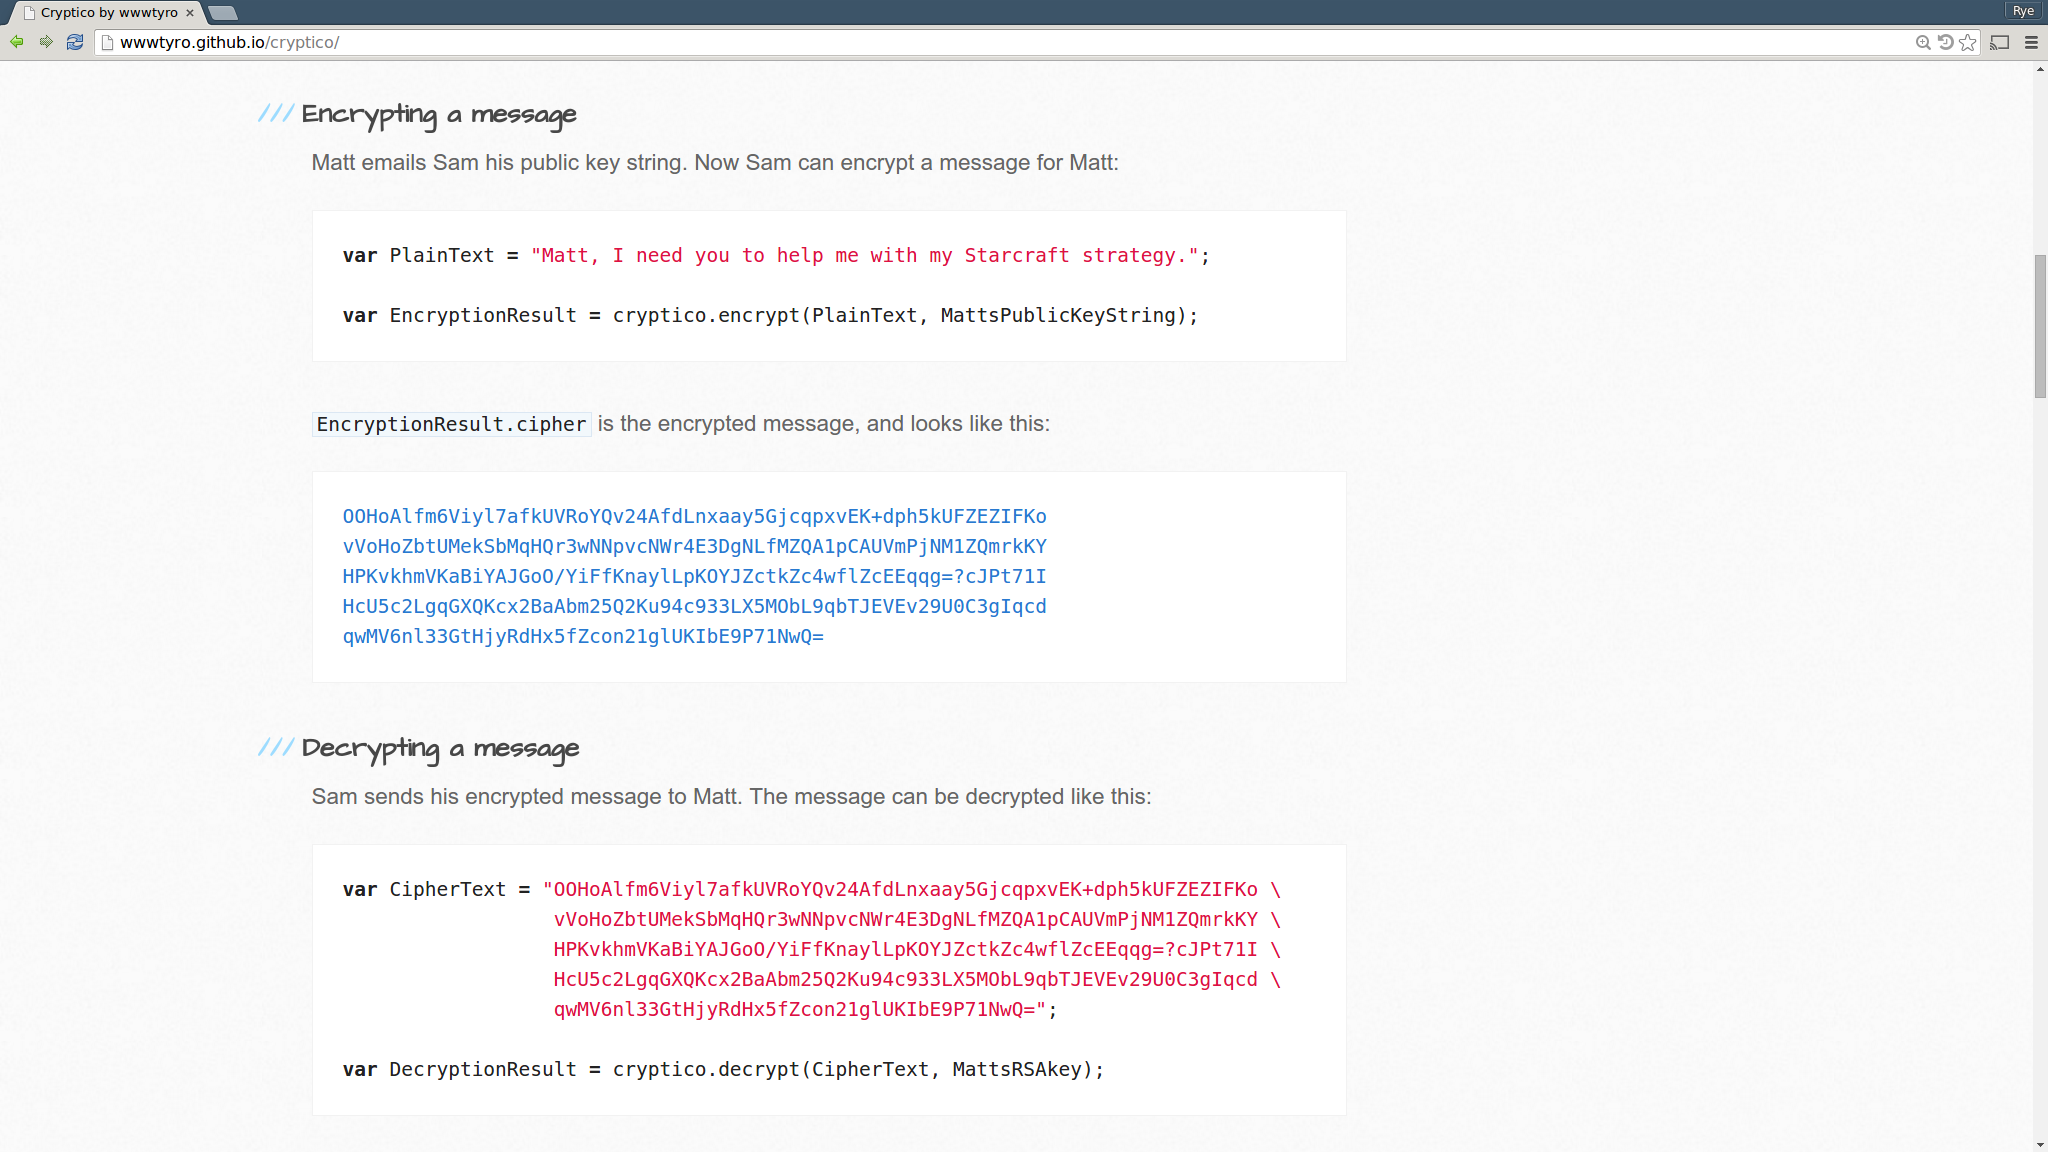 Cryptico by wwwtyro
Rye
wwwtyro.github.io/cryptico/
/// Encrypting a message
Matt emails Sam his public key string. Now Sam can encrypt a message for Matt:
var PlainText = "Matt, I need you to help me with my Starcraft strategy.";
var EncryptionResult = cryptico.encrypt(PlainText, MattsPublicKeyString);
EncryptionResult.cipher is the encrypted message, and looks like this:
OOHoAlfm6Viyl7afkUVRoYQv24AfdLnxaay5GjcqpxvEK+dph5kUFZEZIFKo
vVoHoZbtUMekSbMqHQr3wNNpvcNWr4E3DgNLfMZQA1pCAUVmPjNM1ZQmrkKY
HPKvkhmVKaBiYAJGoO/YiFfKnaylLpKOYJZctkZc4wflZcEEqqg=?cJPt71I
HcU5c2LgqGXQKcx2BaAbm25Q2Ku94c933LX5MObL9qbTJEVEv29U0C3gIqcd
qwMV6nl33GtHjyRdHx5fZcon21glUKIbE9P71NwQ=
/// Decrypting a message
Sam sends his encrypted message to Matt. The message can be decrypted like this:
var CipherText = "OOHoAlfm6Viyl7afkUVRoYQv24AfdLnxaay5GjcqpxvEK+dph5kUFZEZIFKo \
vVoHoZbtUMekSbMqHQr3wNNpvcNWr4E3DgNLfMZQA1pCAUVmPjNM1ZQmrkKY \
HPKvkhmVKaBiYAJGoO/YiFfKnaylLpKOYJZctkZc4wflZcEEqqg=?cJPt71I \
HcU5c2LgqGXQKcx2BaAbm25Q2Ku94c933LX5MObL9qbTJEVEv29U0C3gIqcd \
qwMV6nl33GtHjyRdHx5fZcon21glUKIbE9P71NwQ=";
var DecryptionResult = cryptico.decrypt(CipherText, MattsRSAkey);